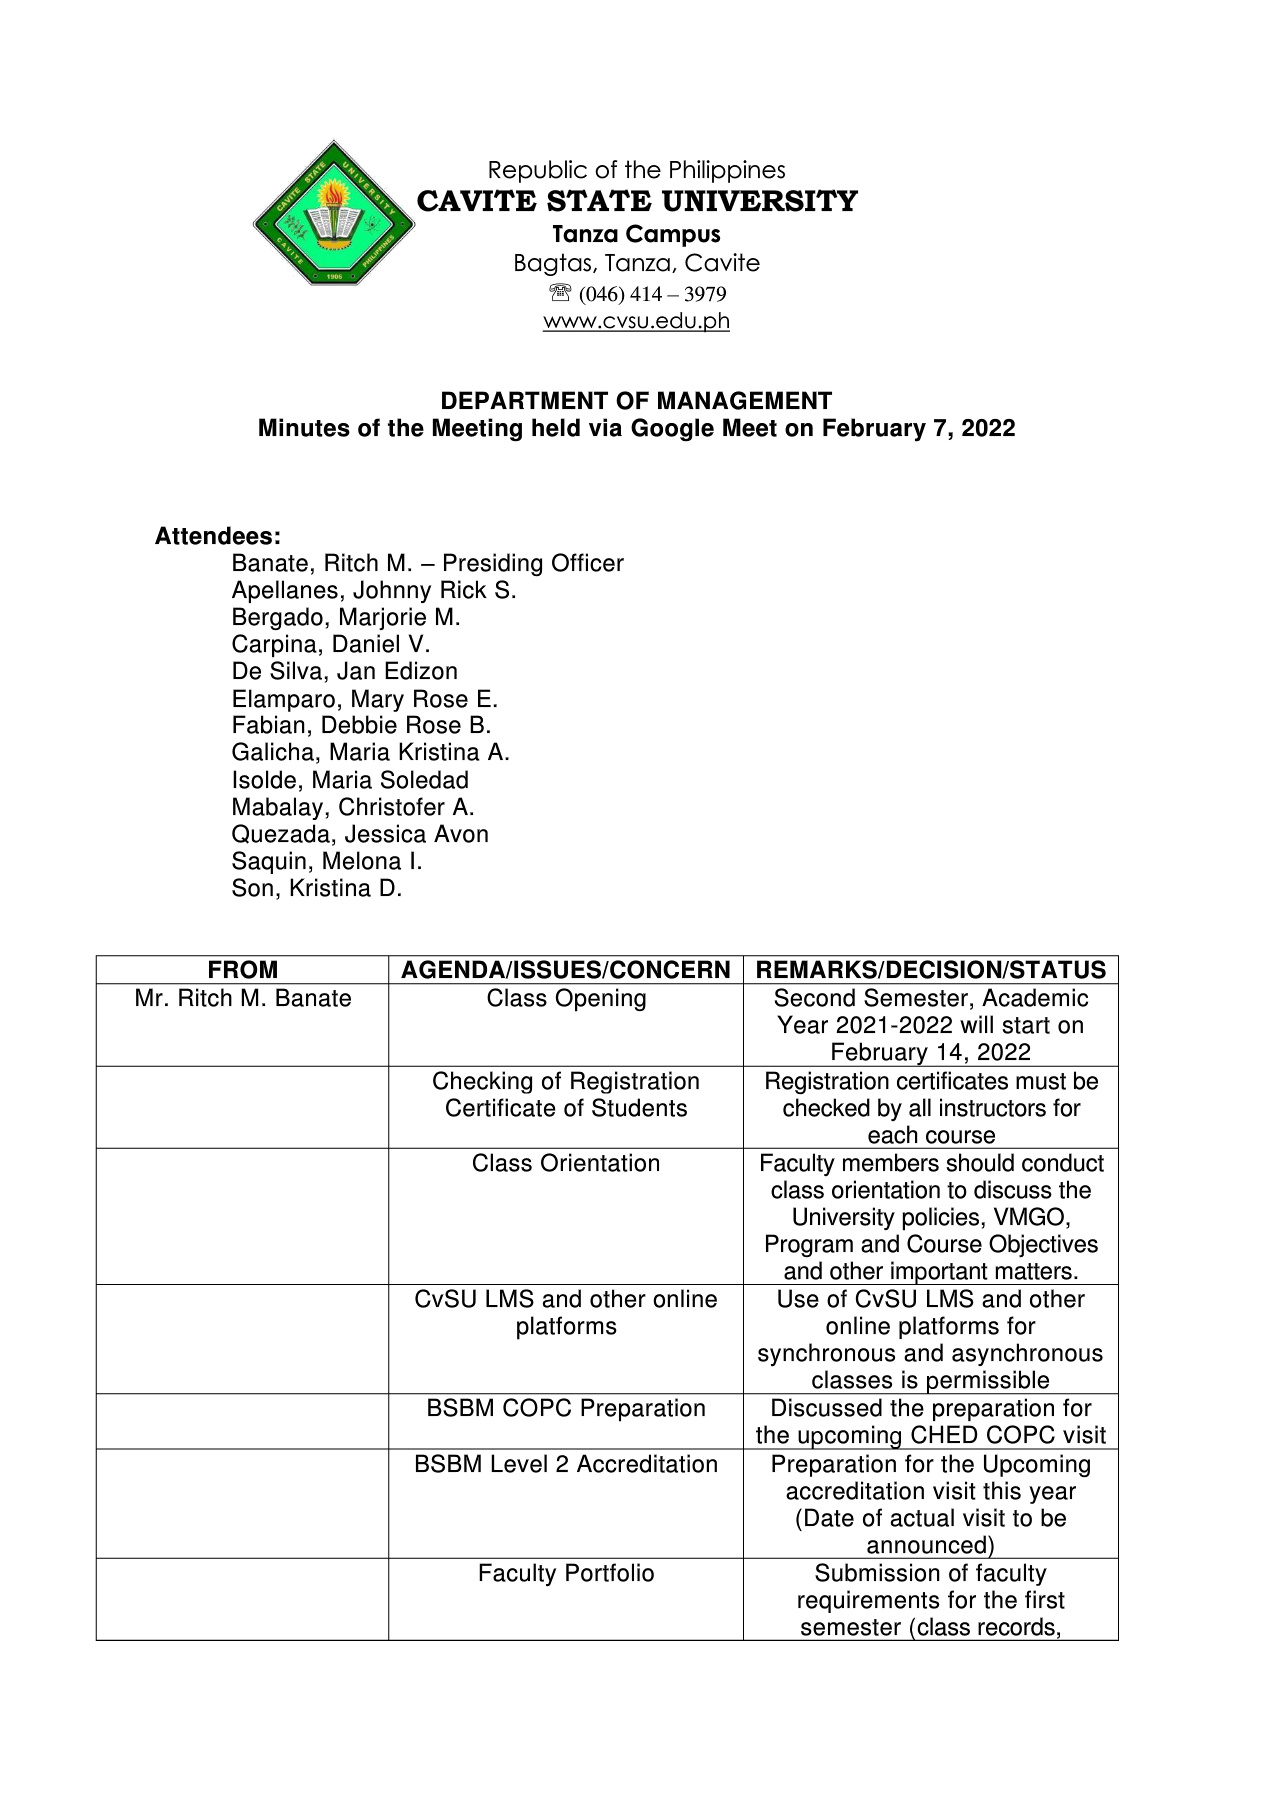 CAVITE STATE UNIVERSITY
CAVITE PHILIPPINES
1906
Republic of the Philippines
CAVITE STATE UNIVERSITY
Tanza Campus
Bagtas, Tanza, Cavite
☏ (046) 414 – 3979
www.cvsu.edu.ph
DEPARTMENT OF MANAGEMENT
Minutes of the Meeting held via Google Meet on February 7, 2022
Attendees:
Banate, Ritch M. – Presiding Officer
Apellanes, Johnny Rick S.
Bergado, Marjorie M.
Carpina, Daniel V.
De Silva, Jan Edizon
Elamparo, Mary Rose E.
Fabian, Debbie Rose B.
Galicha, Maria Kristina A.
Isolde, Maria Soledad
Mabalay, Christofer A.
Quezada, Jessica Avon
Saquin, Melona I.
Son, Kristina D.
FROM AGENDA/ISSUES/CONCERN REMARKS/DECISION/STATUS
Mr. Ritch M. Banate Class Opening Second Semester, Academic
Year 2021-2022 will start on
February 14, 2022
Checking of Registration Registration certificates must be
Certificate of Students checked by all instructors for
each course
Class Orientation Faculty members should conduct
class orientation to discuss the
University policies, VMGO,
Program and Course Objectives
and other important matters.
CvSU LMS and other online Use of CvSU LMS and other
platforms online platforms for
synchronous and asynchronous
classes is permissible
BSBM COPC Preparation Discussed the preparation for
the upcoming CHED COPC visit
BSBM Level 2 Accreditation Preparation for the Upcoming
accreditation visit this year
(Date of actual visit to be
announced)
Faculty Portfolio Submission of faculty
requirements for the first
semester (class records,